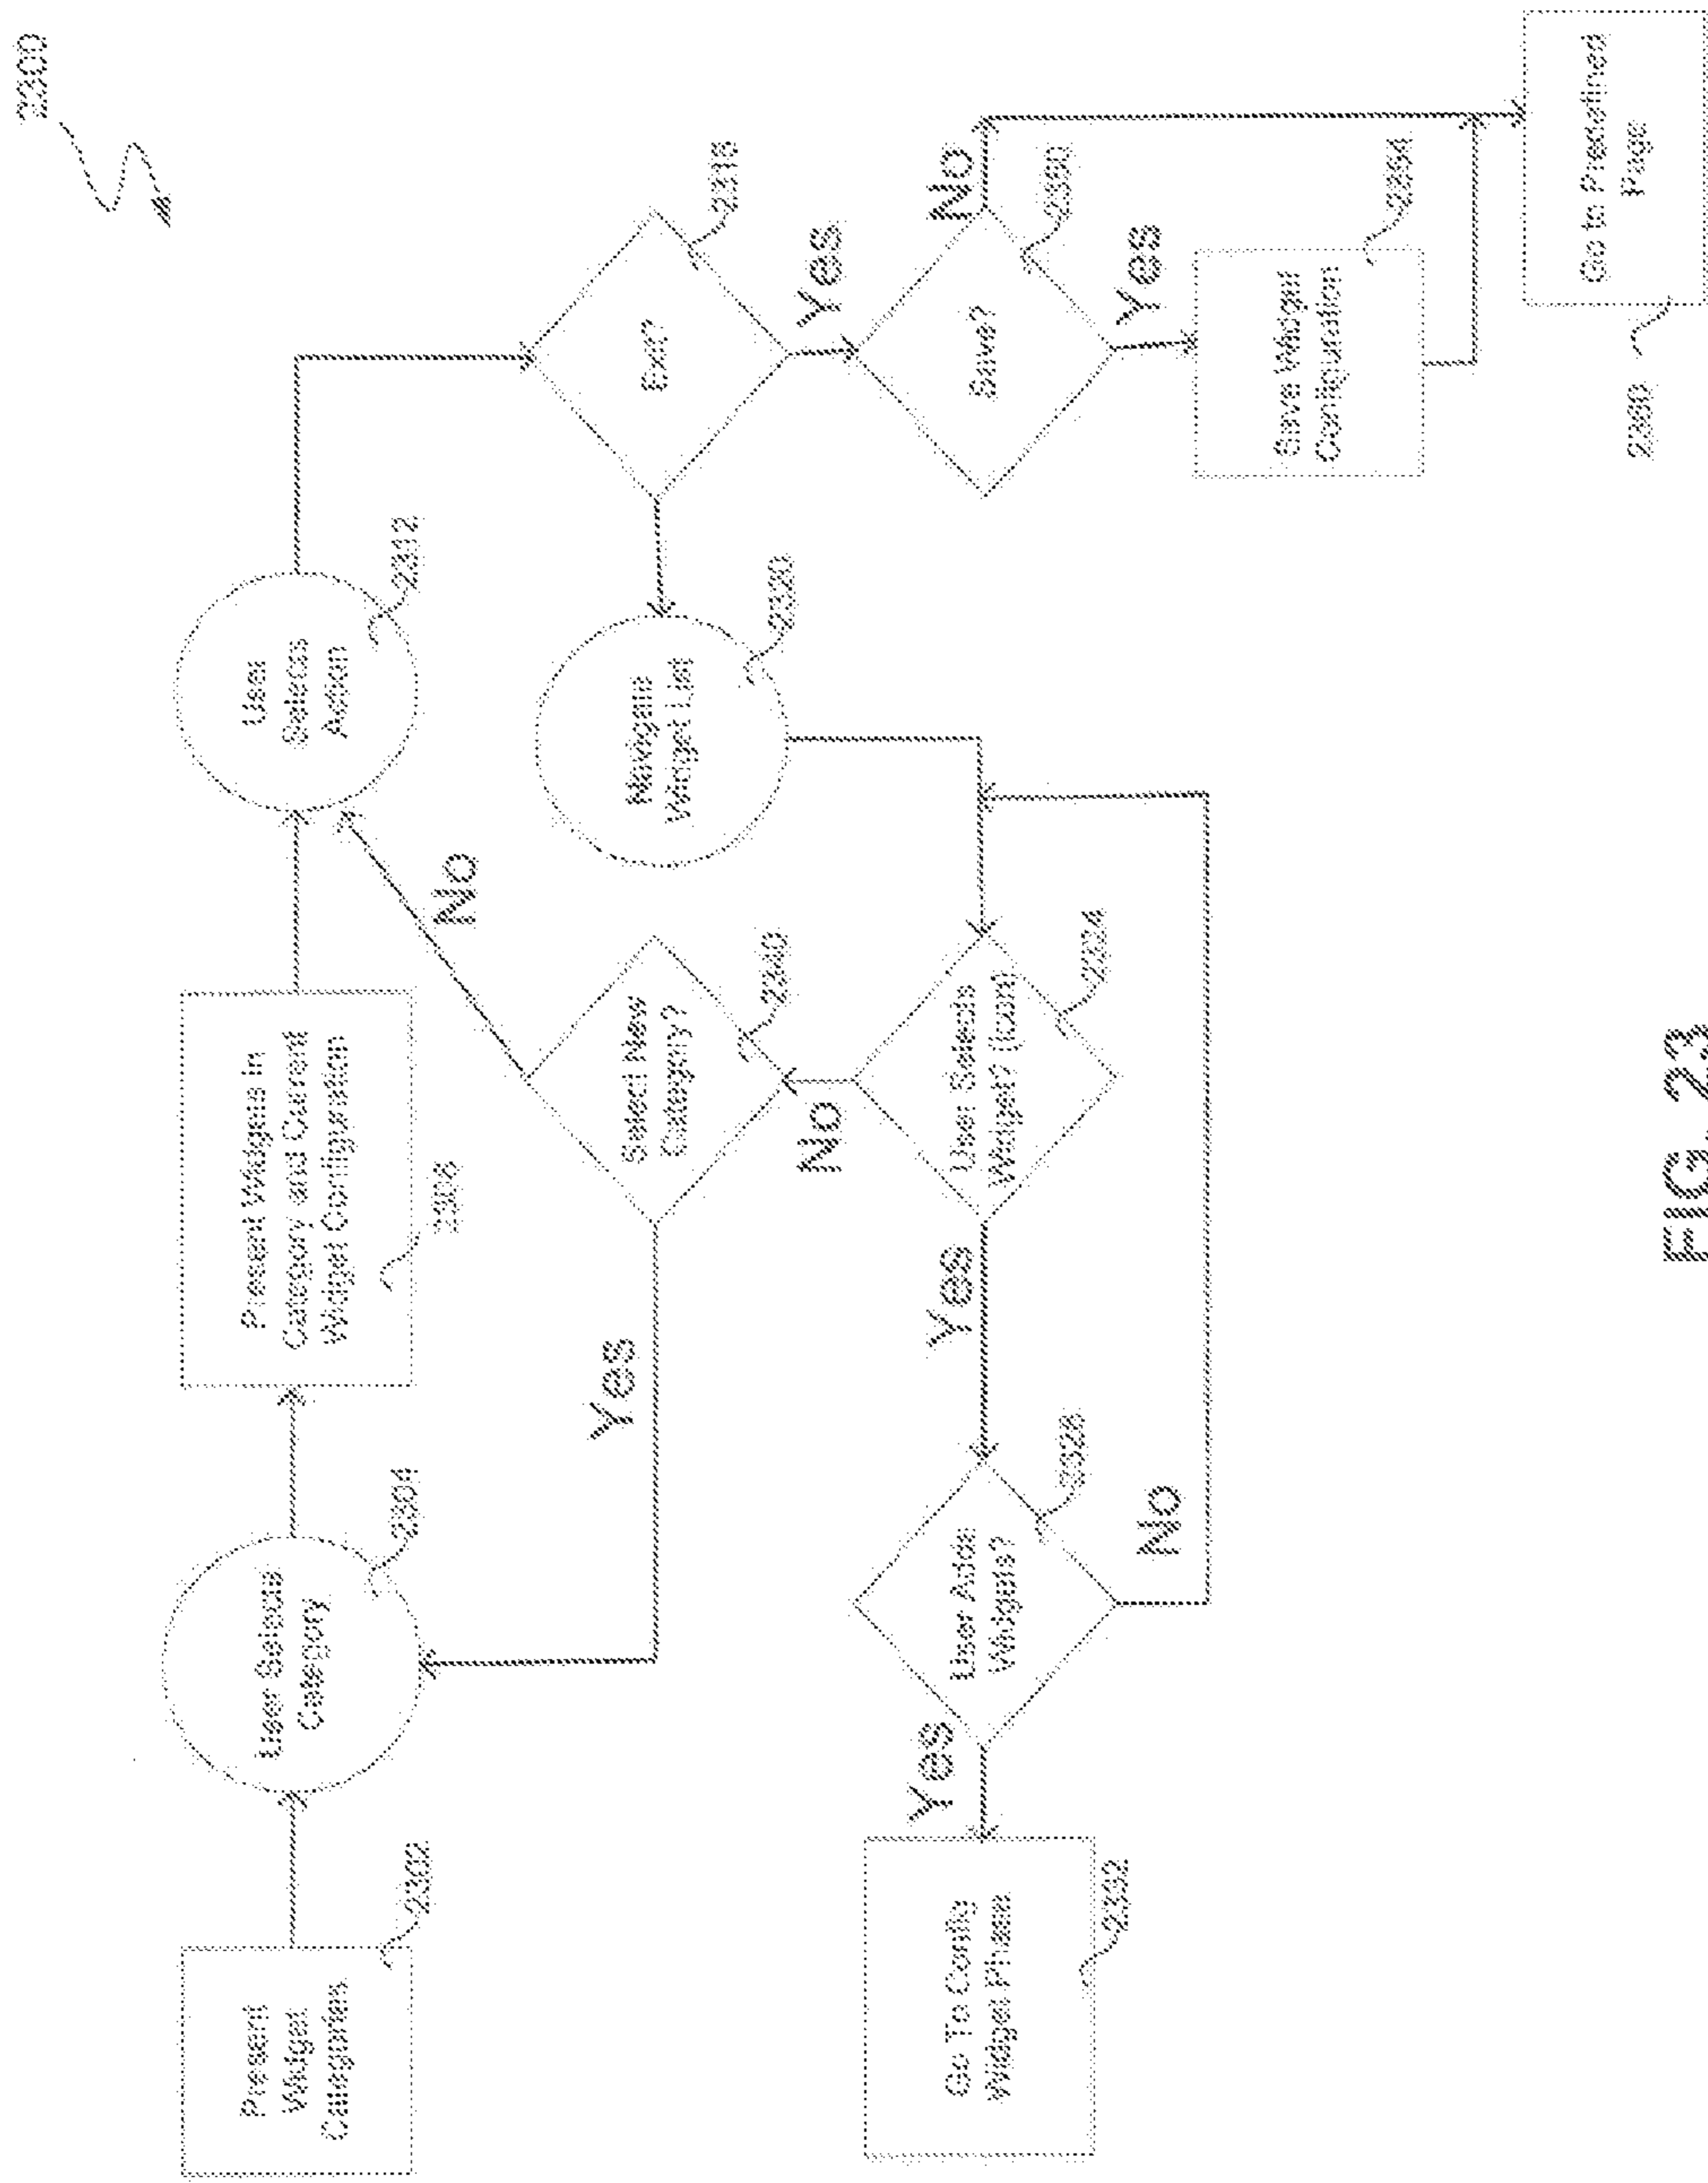 2300
Present
Widget
Categories
2302
User Selects
Category
2304
Present Widgets in
Category and Current
Widget Configuration
User
Selects
Action
2312
Exit?
2316
Yes
Navigate
Widget List
2320
Select New
Category?
2340
Yes
No
User Selects
Widget? (icon)
2324
No
Yes
User Adds
Widgets?
2328
No
Yes
Go To Config
Widget Phase
2332
Save?
2350
No
Yes
Save Widget
Configuration
2354
Go to Predefined
Page
FIG. 23